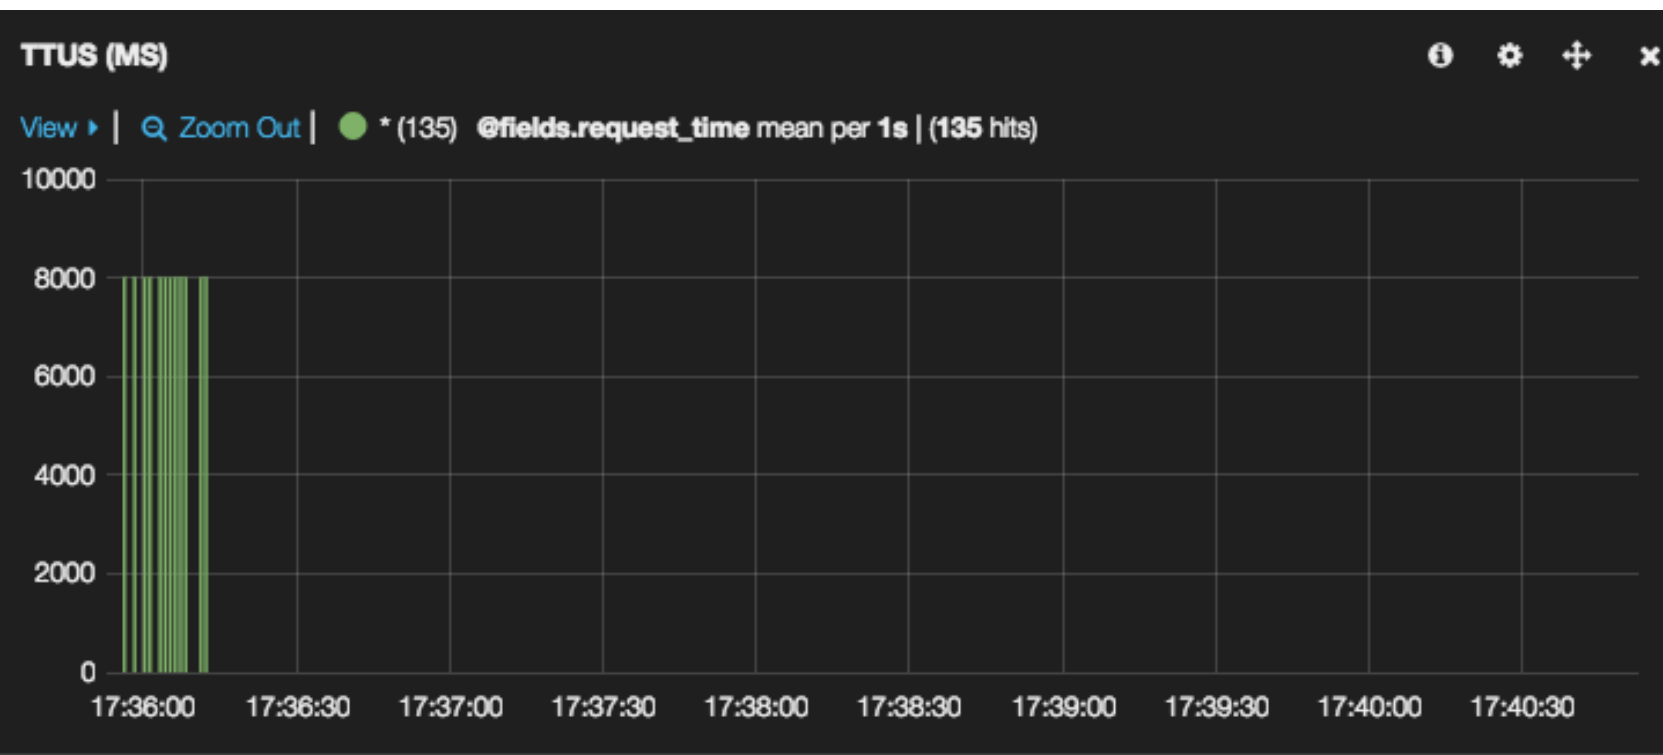 TTUS (MS)
View | Zoom Out | * (135) @fields.request_time mean per 1s | (135 hits)
10000
8000
6000
4000
2000
0
17:36:00 17:36:30 17:37:00 17:37:30 17:38:00 17:38:30 17:39:00 17:39:30 17:40:00 17:40:30